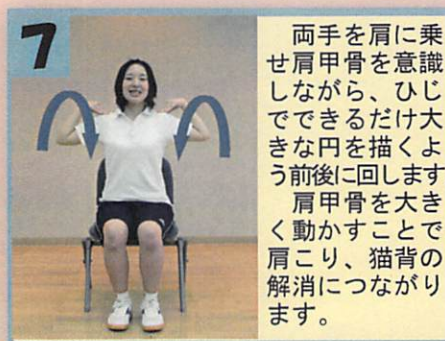 7
両手を肩に乗
せ肩甲骨を意識
しながら、ひじ
でできるだけ大
きな円を描くよ
う前後に回します
肩甲骨を大き
く動かすことで
肩こり、猫背の
解消につながり
ます。